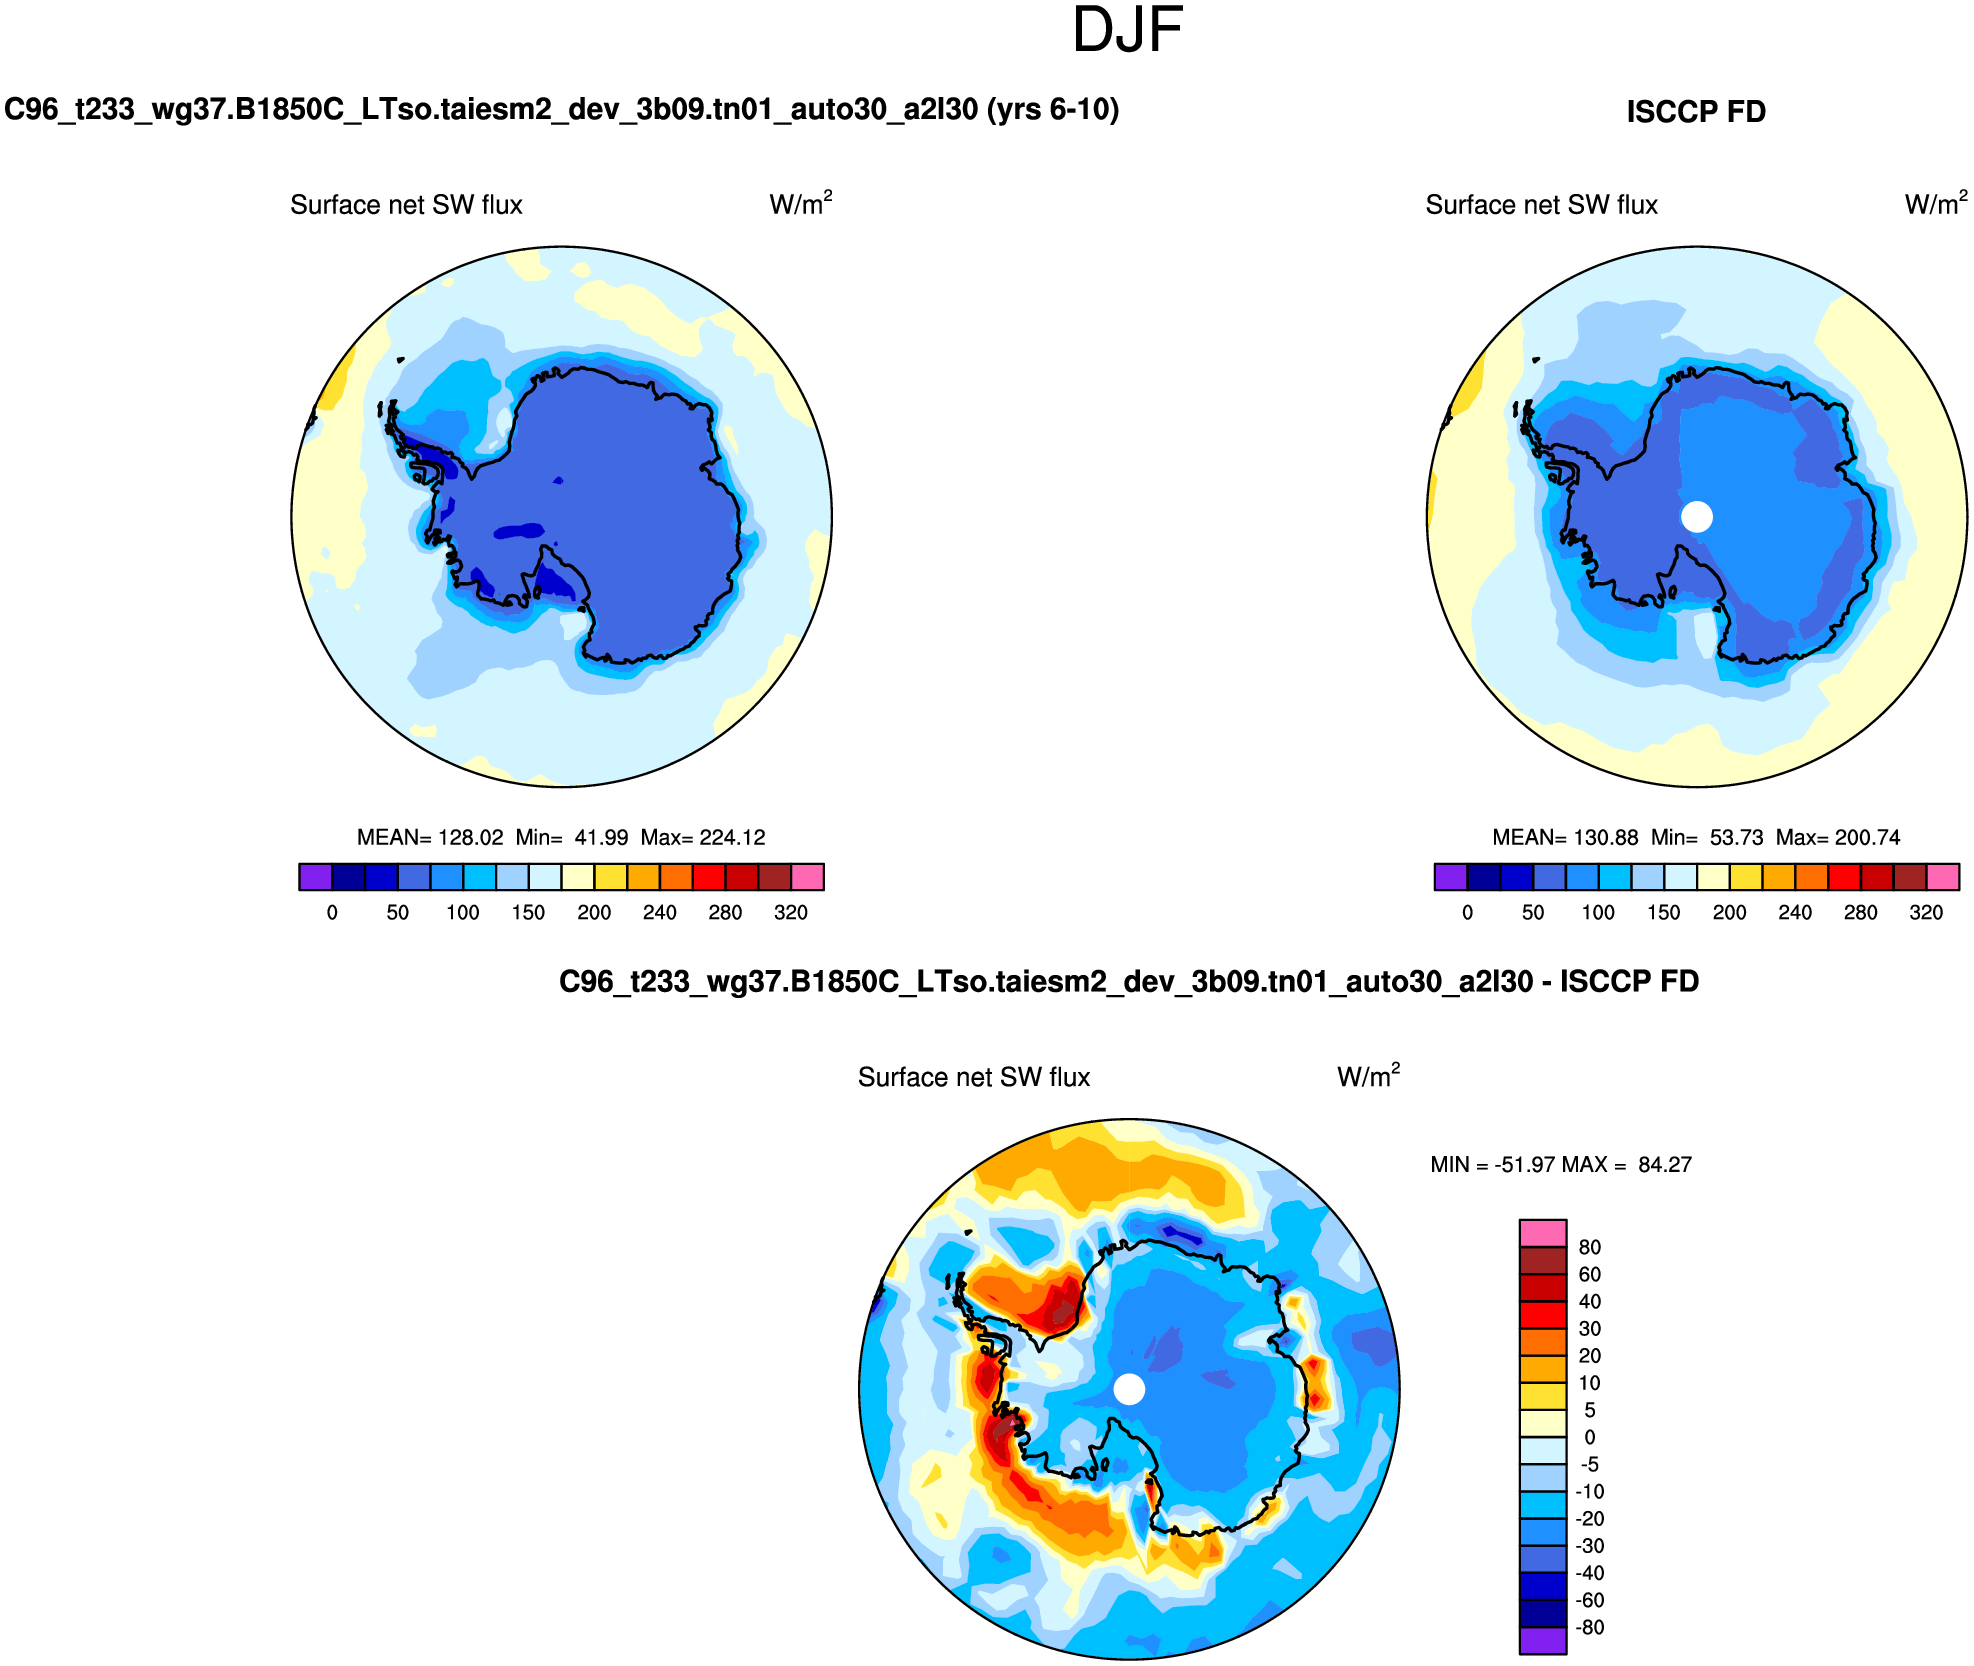 DJF
C96_t233_wg37.B1850C_LTso.taiesm2_dev_3b09.tn01_auto30_a2l30 (yrs 6-10)
ISCCP FD
Surface net SW flux W/m²
Surface net SW flux W/m²
MEAN= 128.02 Min= 41.99 Max= 224.12
MEAN= 130.88 Min= 53.73 Max= 200.74
0 50 100 150 200 240 280 320
0 50 100 150 200 240 280 320
C96_t233_wg37.B1850C_LTso.taiesm2_dev_3b09.tn01_auto30_a2l30 - ISCCP FD
Surface net SW flux W/m²
MIN = -51.97 MAX = 84.27
80
60
40
30
20
10
5
0
-5
-10
-20
-30
-40
-60
-80